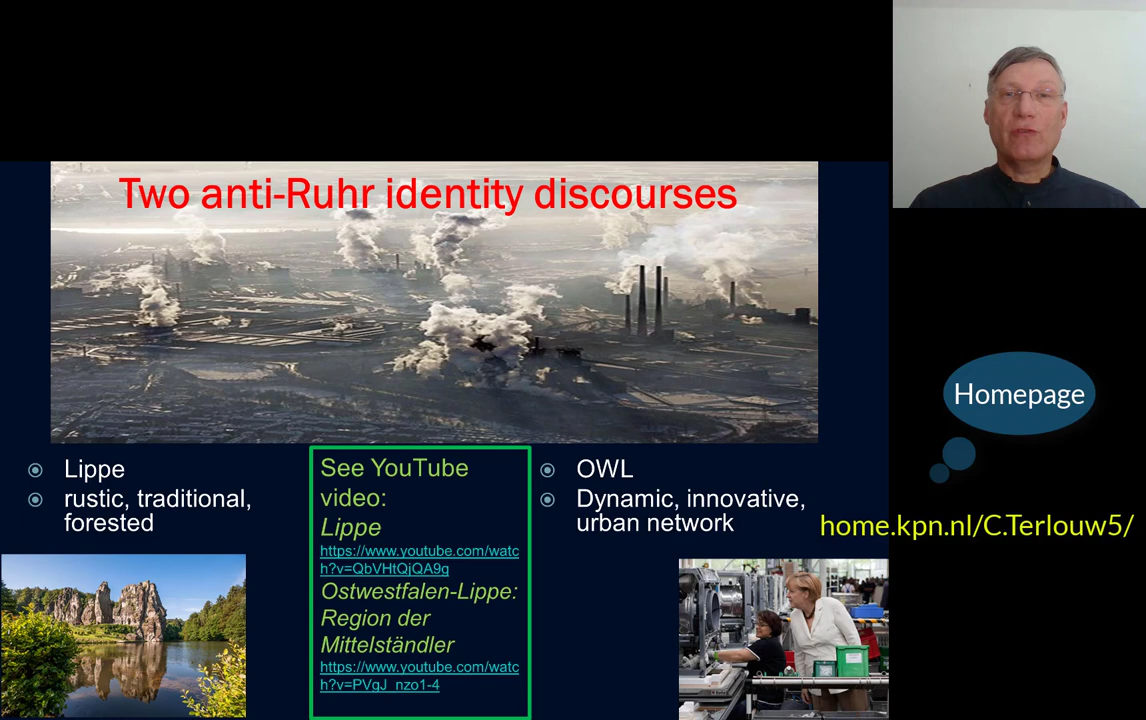 Two anti-Ruhr identity discourses
Lippe
rustic, traditional,
forested
See YouTube
video:
Lippe
https://www.youtube.com/watc
h?v=QbVHtQjQA9g
Ostwestfalen-Lippe:
Region der
Mittelständler
https://www.youtube.com/watc
h?v=PVgJ_nzo1-4
OWL
Dynamic, innovative,
urban network
Homepage
home.kpn.nl/C.Terlouw5/